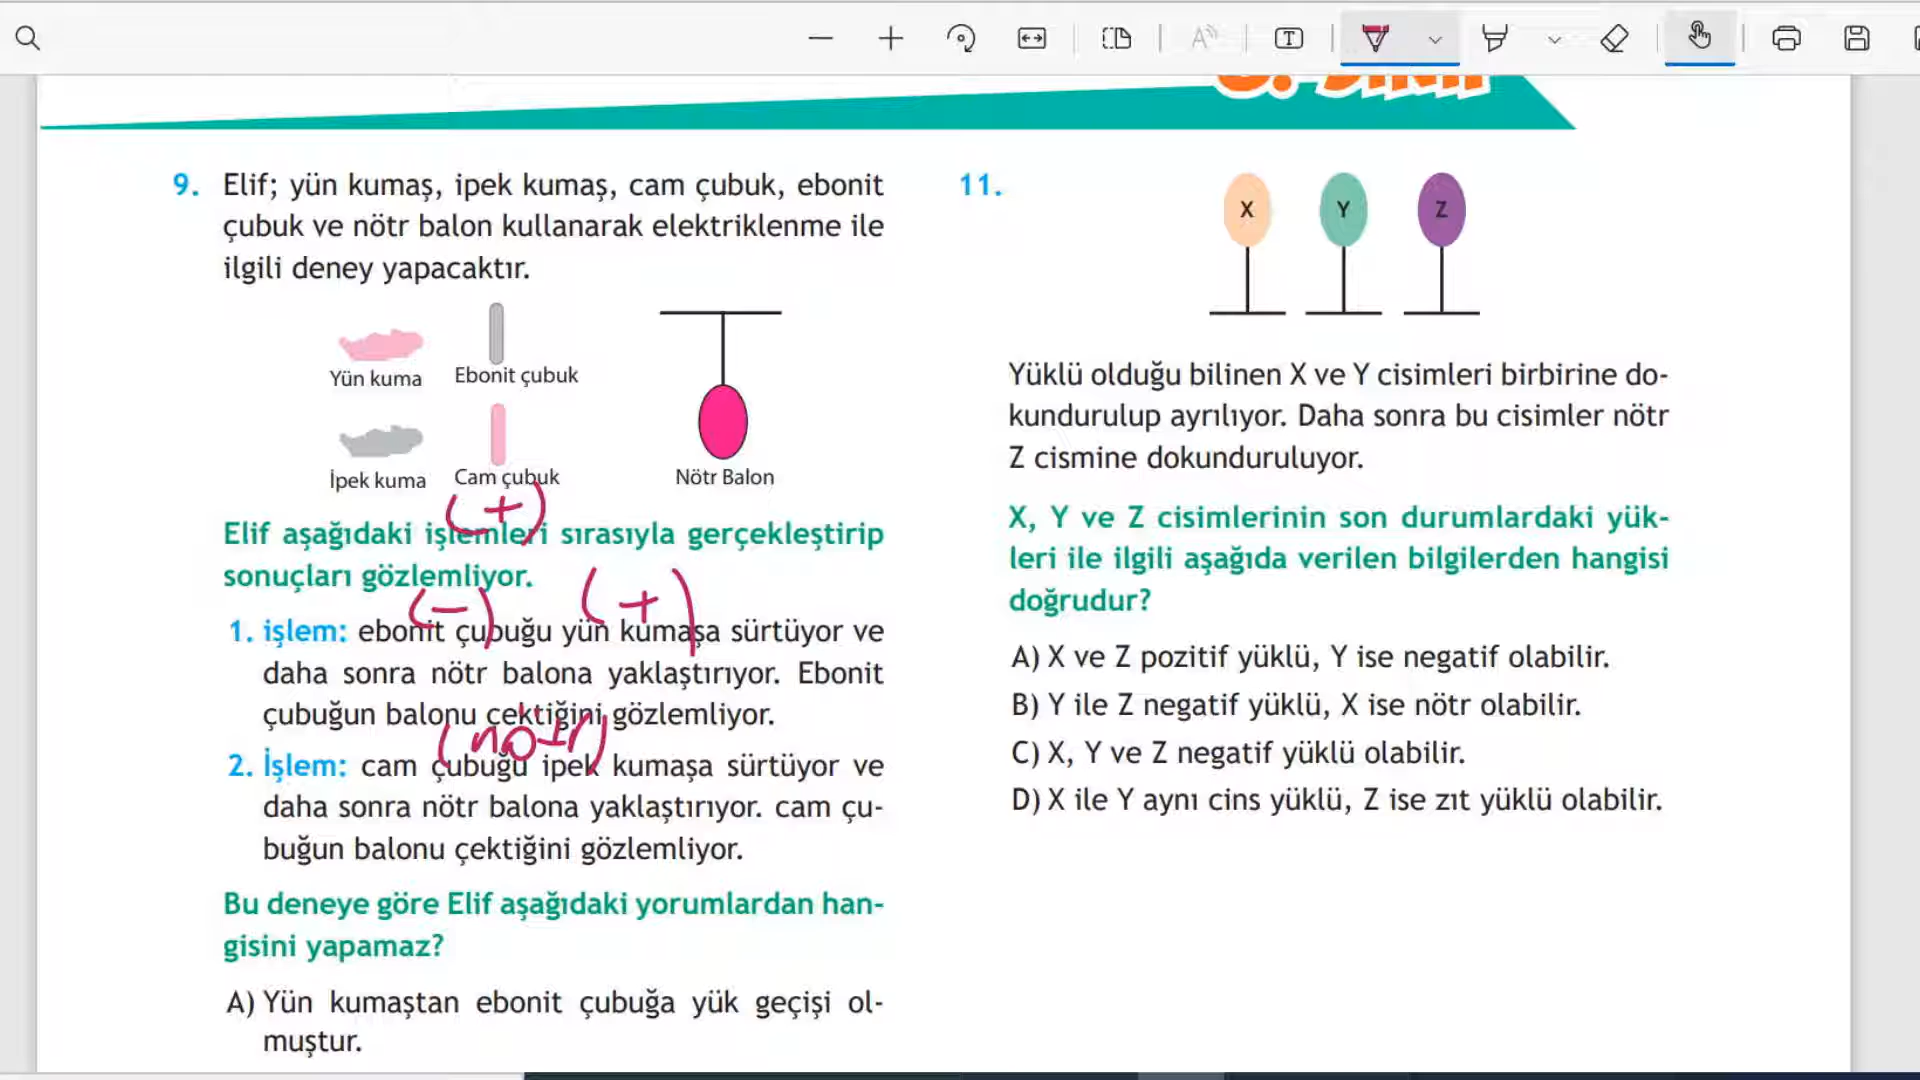 9. Elif; yün kumaş, ipek kumaş, cam çubuk, ebonit
çubuk ve nötr balon kullanarak elektriklenme ile
ilgili deney yapacaktır.
Yün kuma
Ebonit çubuk
İpek kuma
Cam çubuk
Nötr Balon
(+)
Elif aşağıdaki işlemleri sırasıyla gerçekleştirip
sonuçları gözlemliyor.
(-) (+)
1. işlem: ebonit çubuğu yün kumaşa sürtüyor ve
daha sonra nötr balona yaklaştırıyor. Ebonit
çubuğun balonu çektiğini gözlemliyor.
(nötr)
2. İşlem: cam çubuğu ipek kumaşa sürtüyor ve
daha sonra nötr balona yaklaştırıyor. cam çu-
buğun balonu çektiğini gözlemliyor.
Bu deneye göre Elif aşağıdaki yorumlardan han-
gisini yapamaz?
A) Yün kumaştan ebonit çubuğa yük geçişi ol-
muştur.
11.
X Y Z
Yüklü olduğu bilinen X ve Y cisimleri birbirine do-
kundurulup ayrılıyor. Daha sonra bu cisimler nötr
Z cismine dokunduruluyor.
X, Y ve Z cisimlerinin son durumlardaki yük-
leri ile ilgili aşağıda verilen bilgilerden hangisi
doğrudur?
A) X ve Z pozitif yüklü, Y ise negatif olabilir.
B) Y ile Z negatif yüklü, X ise nötr olabilir.
C) X, Y ve Z negatif yüklü olabilir.
D) X ile Y aynı cins yüklü, Z ise zıt yüklü olabilir.